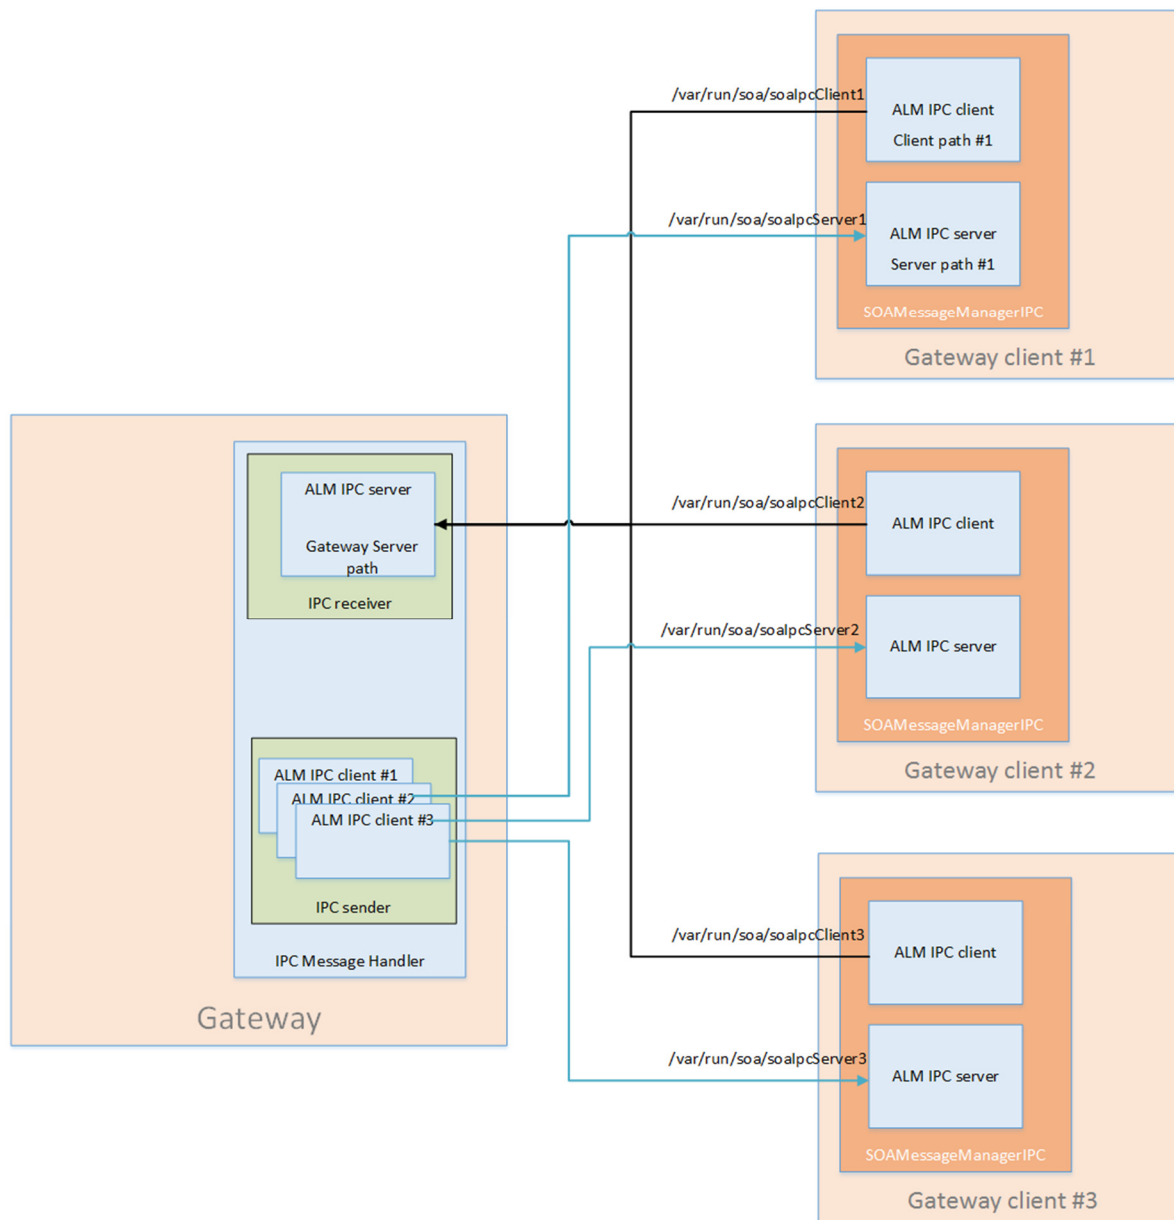 /var/run/soa/soaIpcClient1
ALM IPC client
Client path #1
/var/run/soa/soaIpcServer1
ALM IPC server
Server path #1
SOAMessageManagerIPC
Gateway client #1
ALM IPC server
Gateway Server
path
IPC receiver
/var/run/soa/soaIpcClient2
ALM IPC client
/var/run/soa/soaIpcServer2
ALM IPC server
SOAMessageManagerIPC
Gateway client #2
ALM IPC client #1
ALM IPC client #2
ALM IPC client #3
IPC sender
IPC Message Handler
Gateway
/var/run/soa/soaIpcClient3
ALM IPC client
/var/run/soa/soaIpcServer3
ALM IPC server
SOAMessageManagerIPC
Gateway client #3